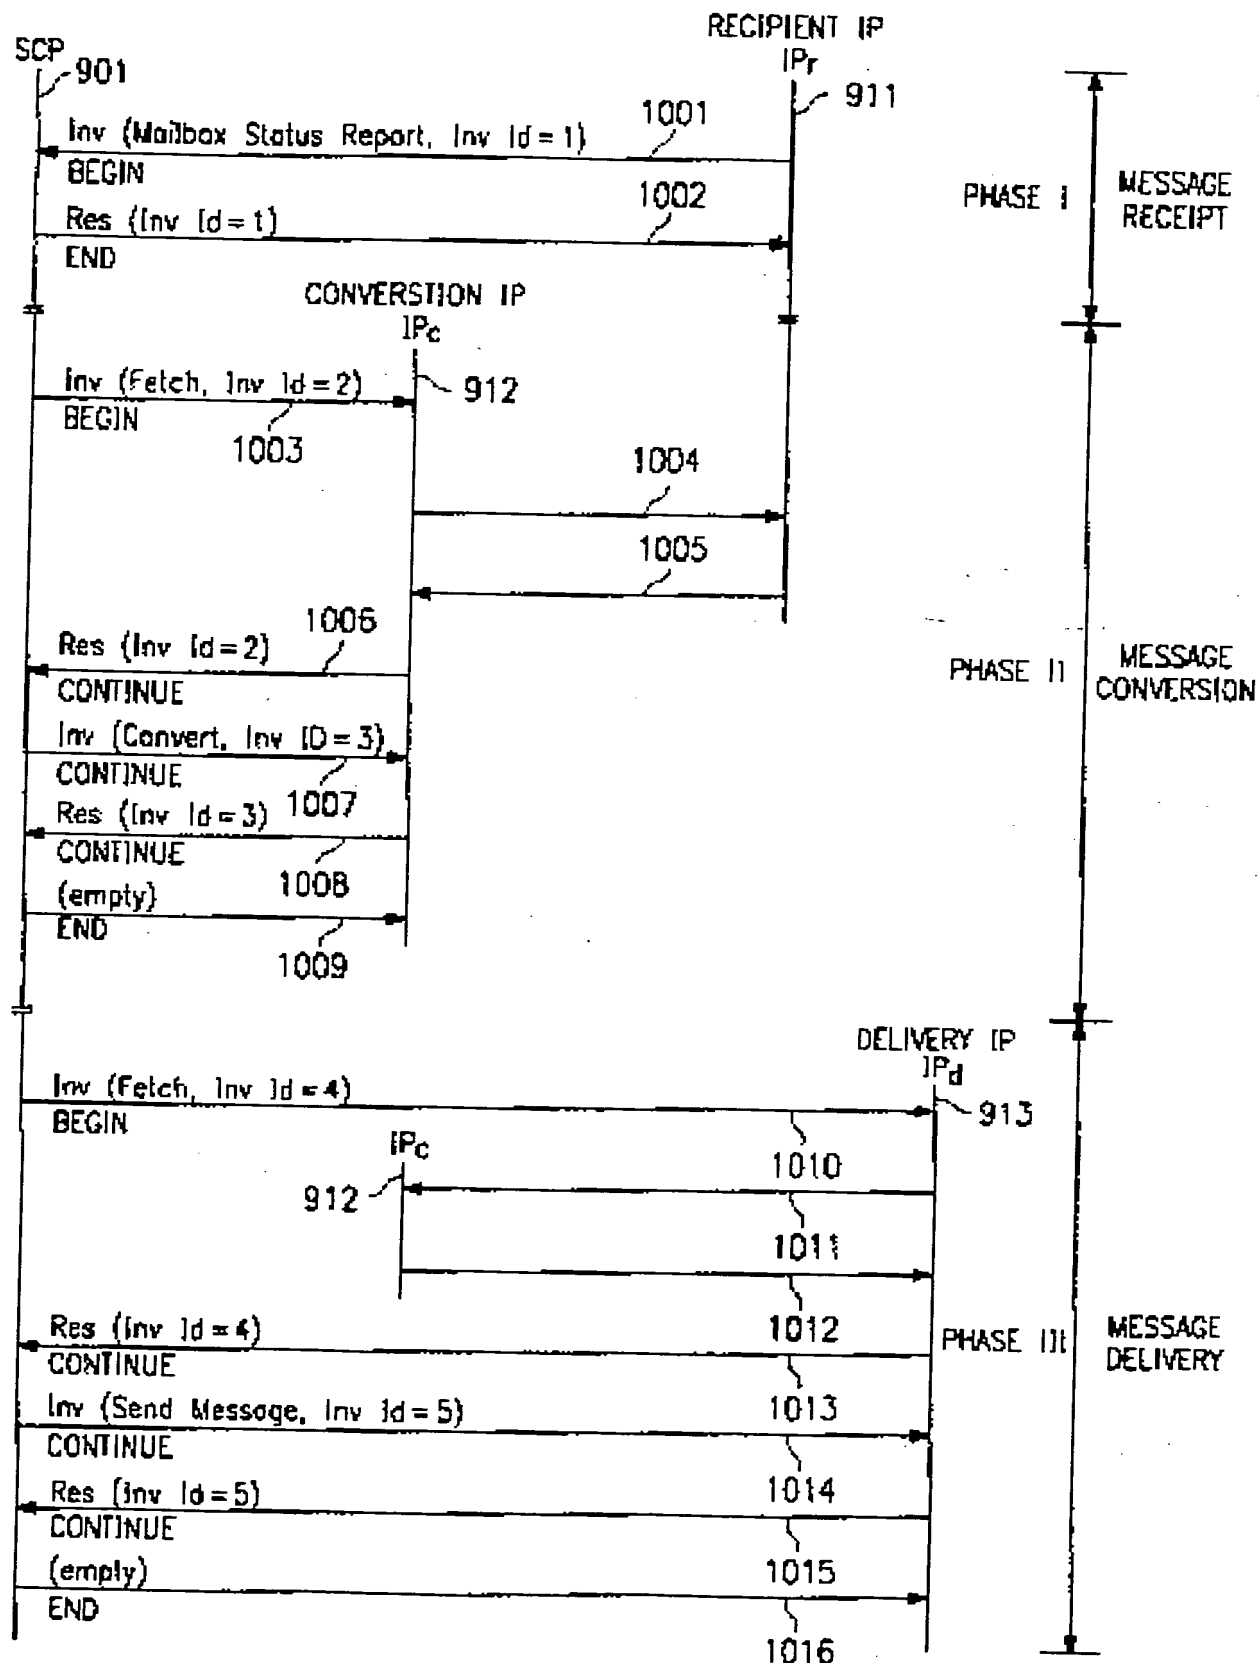 RECIPIENT IP
SCP
IPr
901
911
1001
Inv (Mailbox Status Report, Inv Id = 1)
BEGIN
1002
PHASE I
MESSAGE
RECEIPT
Res (Inv Id = 1)
END
CONVERSTION IP
IPc
Inv (Fetch, Inv Id = 2)
912
BEGIN
1003
1004
1005
1006
Res (Inv Id = 2)
CONTINUE
PHASE II
MESSAGE
CONVERSION
Inv (Convert, Inv ID = 3)
CONTINUE
1007
Res (Inv Id = 3)
CONTINUE
1008
(empty)
END
1009
DELIVERY IP
IPd
Inv (Fetch, Inv Id = 4)
913
BEGIN
1010
IPc
912
1011
1012
Res (Inv Id = 4)
PHASE III
MESSAGE
DELIVERY
CONTINUE
1013
Inv (Send Message, Inv Id = 5)
CONTINUE
1014
Res (Inv Id = 5)
CONTINUE
1015
(empty)
END
1016